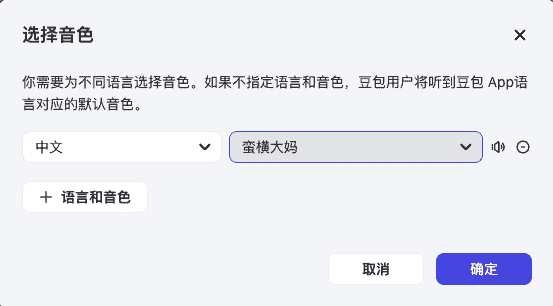 选择音色
你需要为不同语言选择音色。如果不指定语言和音色，豆包用户将听到豆包 App语
言对应的默认音色。
中文 蛮横大妈
+ 语言和音色
取消 确定